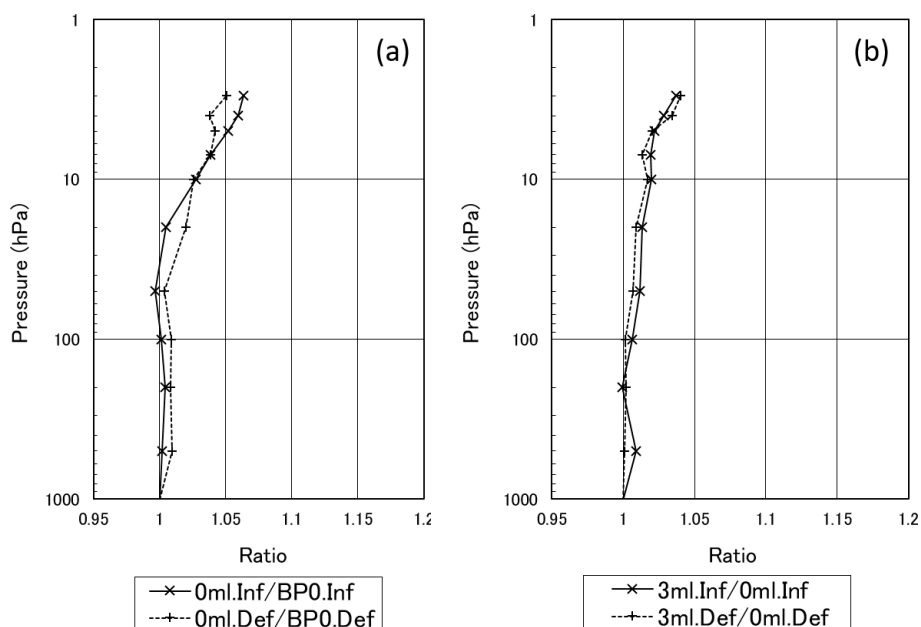 (a)
Pressure (hPa)
1
10
100
1000
0.95 1 1.05 1.1 1.15 1.2
Ratio
0ml.Inf/BP0.Inf
0ml.Def/BP0.Def
(b)
Pressure (hPa)
1
10
100
1000
0.95 1 1.05 1.1 1.15 1.2
Ratio
3ml.Inf/0ml.Inf
3ml.Def/0ml.Def